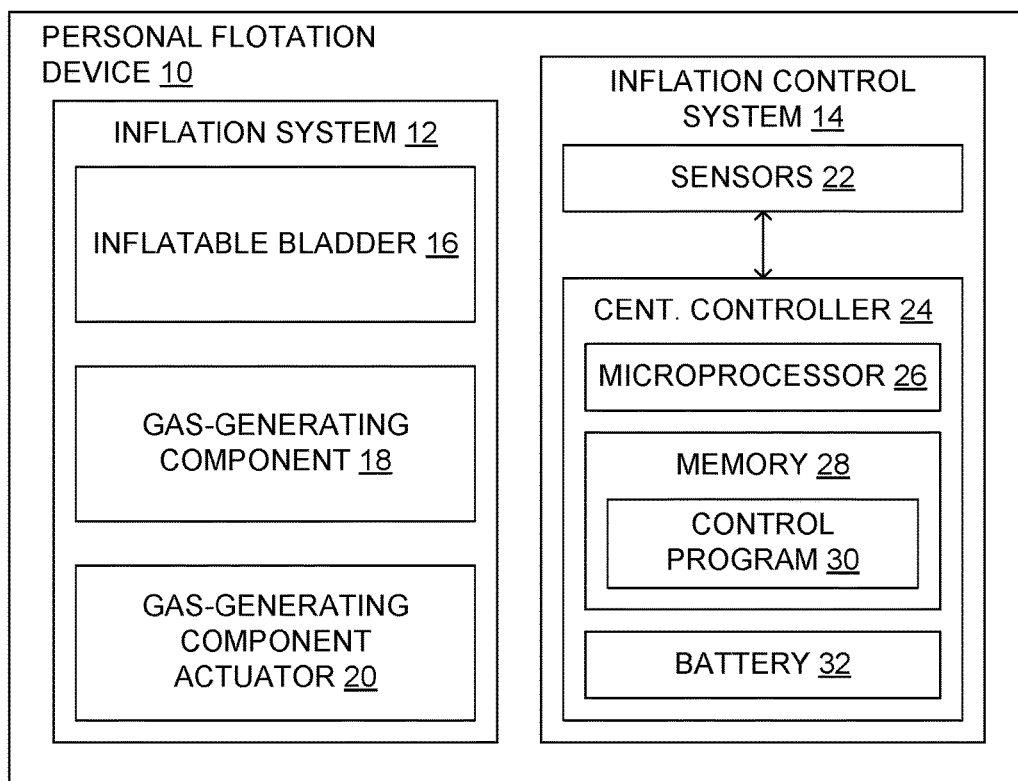 PERSONAL FLOTATION
DEVICE 10
INFLATION SYSTEM 12
INFLATABLE BLADDER 16
GAS-GENERATING
COMPONENT 18
GAS-GENERATING
COMPONENT
ACTUATOR 20
INFLATION CONTROL
SYSTEM 14
SENSORS 22
CENT. CONTROLLER 24
MICROPROCESSOR 26
MEMORY 28
CONTROL
PROGRAM 30
BATTERY 32